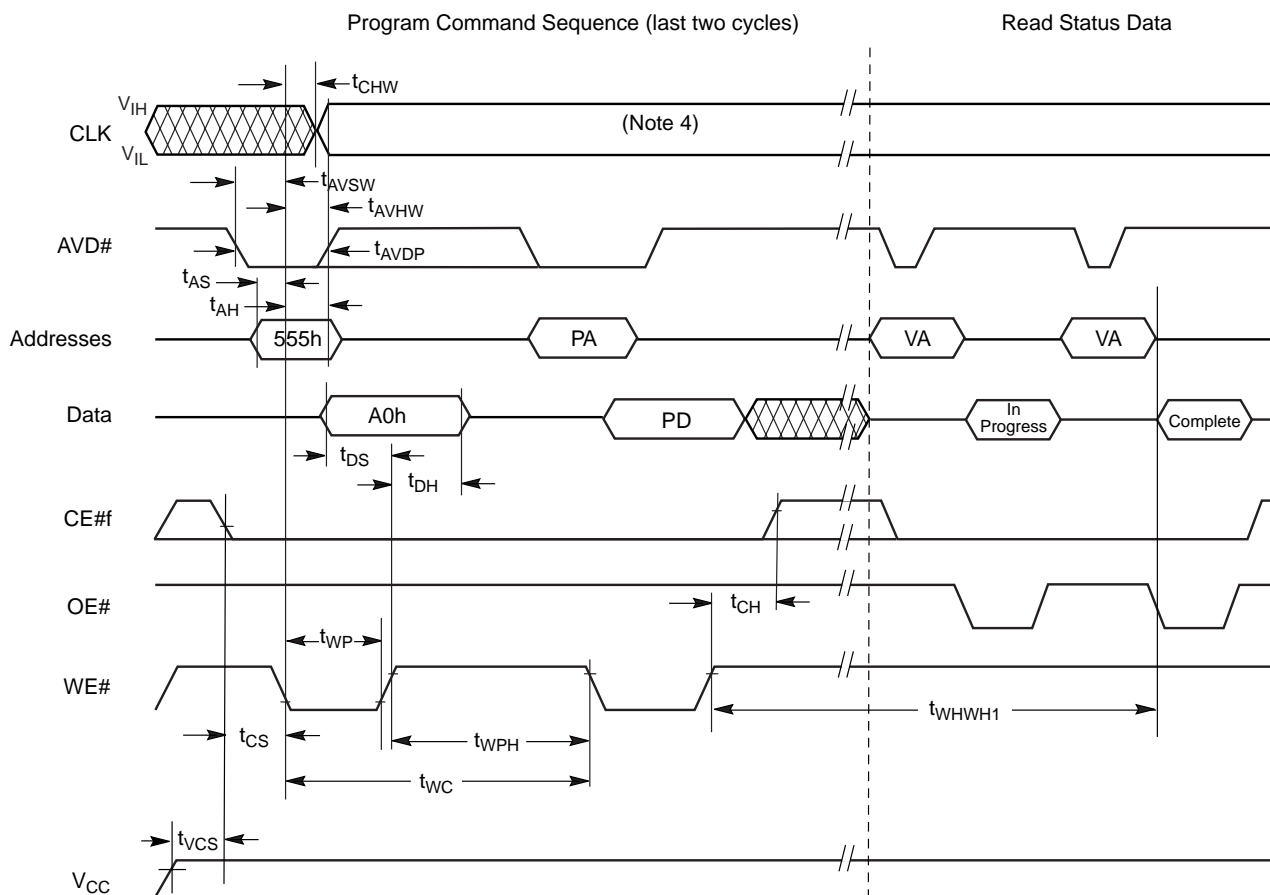 Program Command Sequence (last two cycles)
Read Status Data
tCHW
VIH
CLK
(Note 4)
VIL
tAVSW
tAVHW
AVD#
tAVDP
tAS
tAH
Addresses
555h
PA
VA
VA
Data
A0h
PD
In
Progress
Complete
tDS
tDH
CE#f
OE#
tCH
tWP
WE#
tWHWH1
tCS
tWPH
tWC
tVCS
VCC